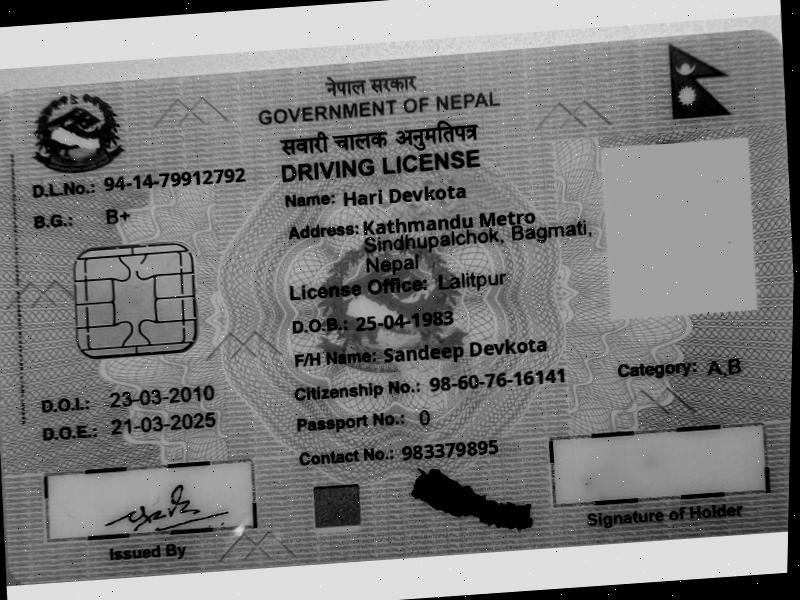 नेपाल सरकार
GOVERNMENT OF NEPAL
सवारी चालक अनुमतिपत्र
DRIVING LICENSE
D.L.No.: 94-14-79912792
B.G.: B+
Name: Hari Devkota
Address: Kathmandu Metro
Sindhupalchok, Bagmati,
Nepal
License Office: Lalitpur
D.O.B.: 25-04-1983
F/H Name: Sandeep Devkota
Citizenship No.: 98-60-76-16141
Category: A,B
D.O.I.: 23-03-2010
Passport No.: 0
D.O.E.: 21-03-2025
Contact No.: 983379895
Issued By
Signature of Holder